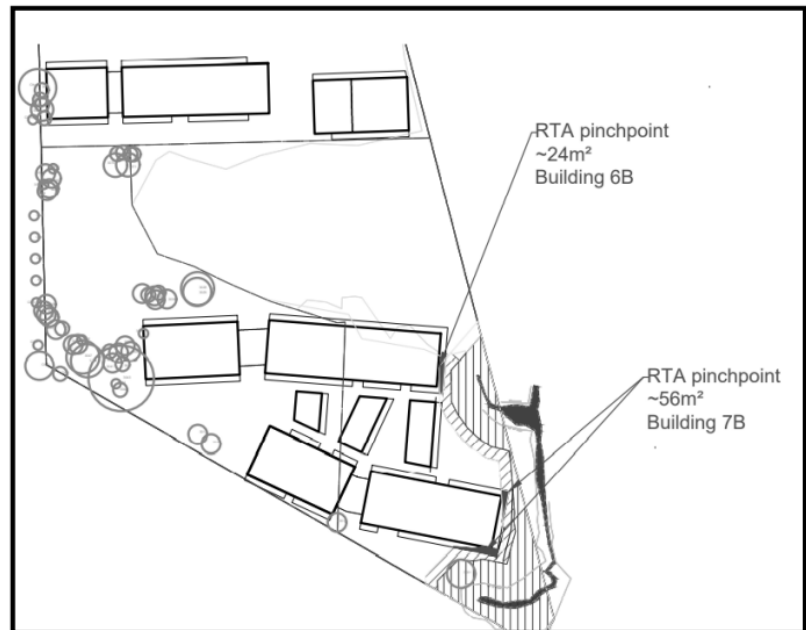 RTA pinchpoint
~24m²
Building 6B
RTA pinchpoint
~56m²
Building 7B